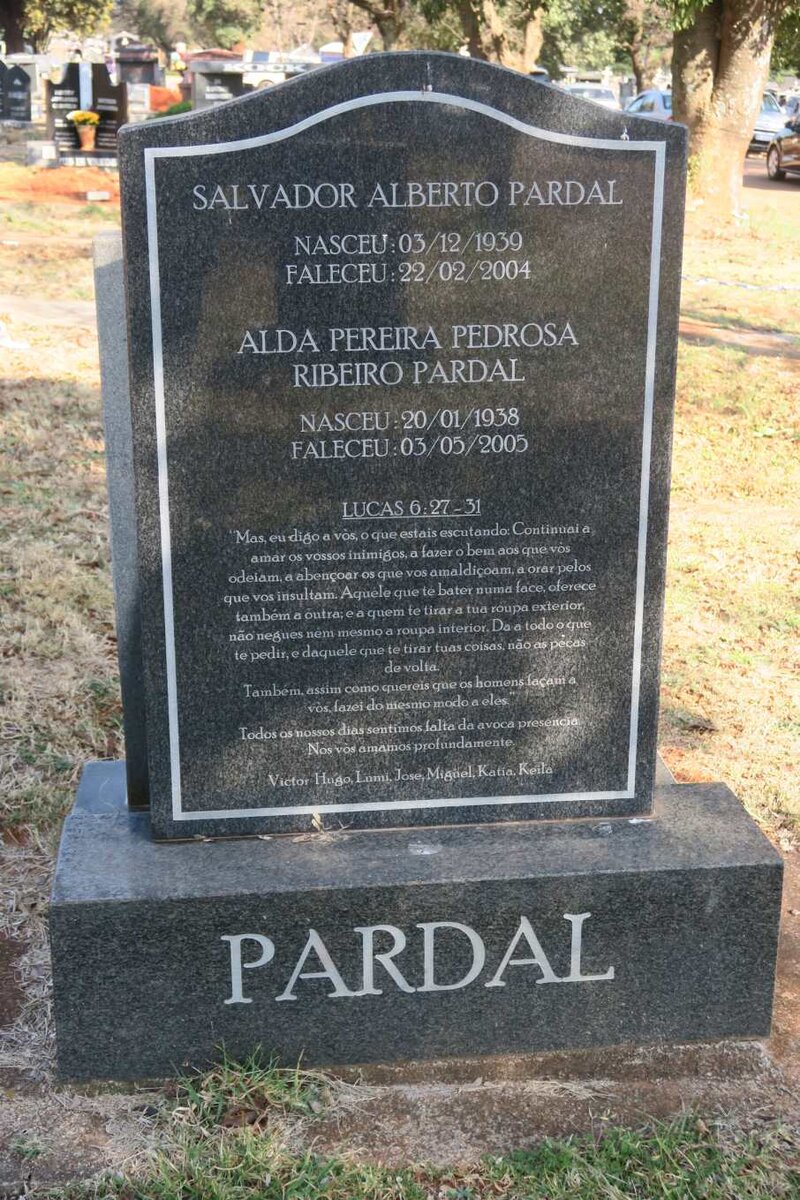 KLOK
SALVADOR ALBERTO PARDAL
NASCEU: 03/12/1939
FALECEU: 22/02/2004
ALDA PEREIRA PEDROSA
RIBEIRO PARDAL
NASCEU: 20/01/1938
FALECEU: 03/05/2005
LUCAS 6:27-31
"Mas, eu digo a vós, o que estais escutando: Continuai a
amar os vossos inimigos, a fazer o bem aos que vós
odeiam, a abençoar os que vos amaldiçoam, a orar pelos
que vos insultam. Aquele que te bater numa face, oferece
também a outra; e a quem te tirar a tua roupa exterior,
não negues nem mesmo a roupa interior. Da a todo o que
te pedir, e daquele que te tirar tuas coisas, não as peças
de volta.
Também, assim como quereis que os homens façam a
vós, fazei do mesmo modo a eles."
Todos os nossos dias sentimos falta da avoca presencia.
Nos vos amamos profundamente.
Victor Hugo, Lumi, Jose, Miguel, Katia, Keila
PARDAL